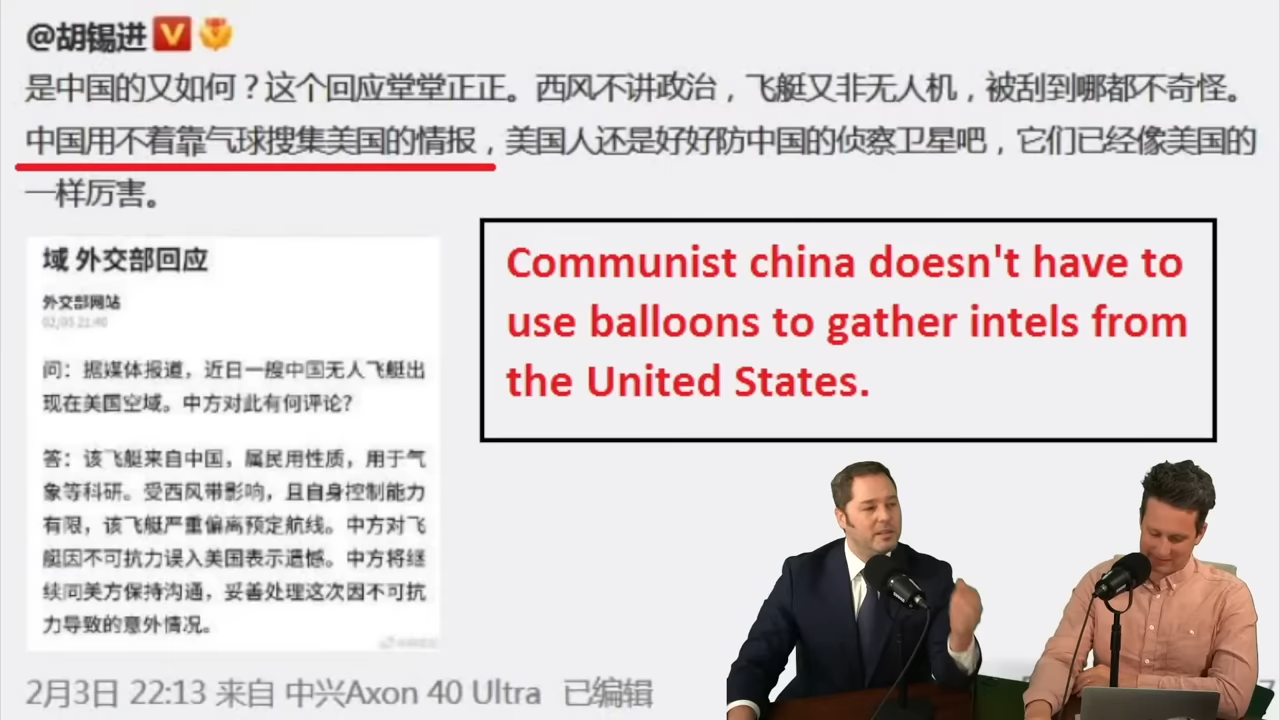 @胡锡进
是中国的又如何？这个回应堂堂正正。西风不讲政治，飞艇又非无人机，被刮到哪都不奇怪。
中国用不着靠气球搜集美国的情报，美国人还是好好防中国的侦察卫星吧，它们已经像美国的
一样厉害。
域 外交部回应
外交部网站
问：据媒体报道，近日一艘中国无人飞艇出
现在美国空域。中方对此有何评论？
答：该飞艇来自中国，属民用性质，用于气
象等科研。受西风带影响，且自身控制能力
有限，该飞艇严重偏离预定航线。中方对飞
艇因不可抗力误入美国表示遗憾。中方将继
续同美方保持沟通，妥善处理这次因不可抗
力导致的意外情况。
Communist china doesn't have to
use balloons to gather intels from
the United States.
2月3日 22:13 来自 中兴Axon 40 Ultra 已编辑